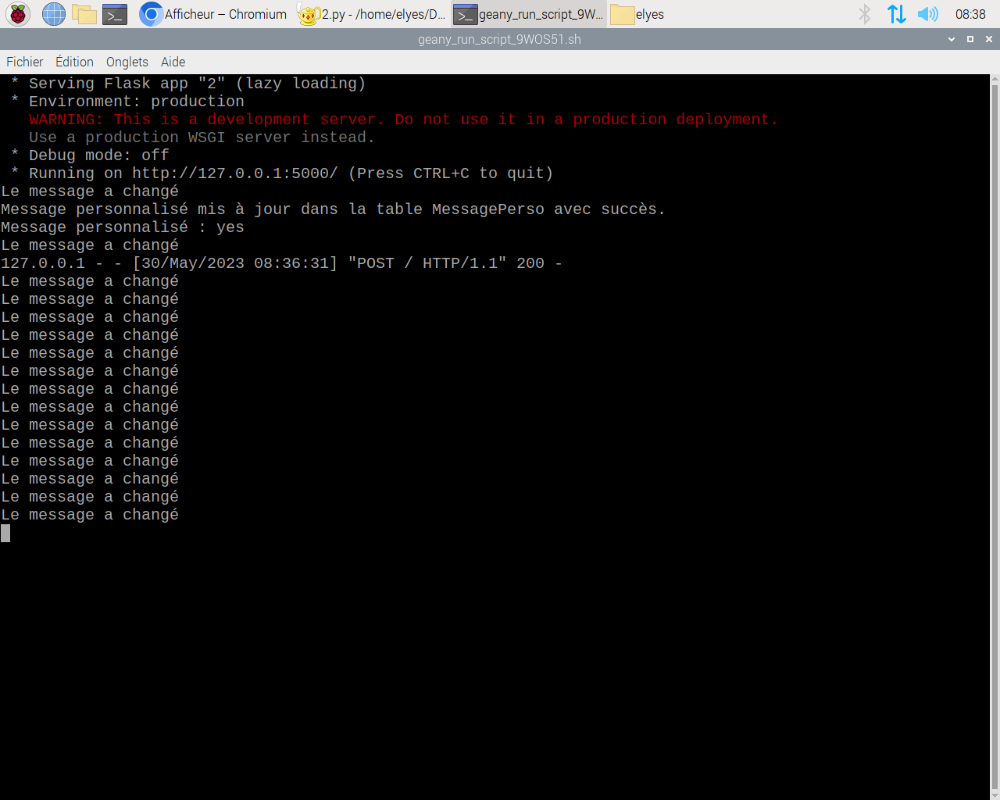 Afficheur – Chromium
2.py - /home/elyes/D...
geany_run_script_9W...
elyes
08:38
geany_run_script_9WOS51.sh
Fichier Édition Onglets Aide
* Serving Flask app "2" (lazy loading)
* Environment: production
WARNING: This is a development server. Do not use it in a production deployment.
Use a production WSGI server instead.
* Debug mode: off
* Running on http://127.0.0.1:5000/ (Press CTRL+C to quit)
Le message a changé
Message personnalisé mis à jour dans la table MessagePerso avec succès.
Message personnalisé : yes
Le message a changé
127.0.0.1 - - [30/May/2023 08:36:31] "POST / HTTP/1.1" 200 -
Le message a changé
Le message a changé
Le message a changé
Le message a changé
Le message a changé
Le message a changé
Le message a changé
Le message a changé
Le message a changé
Le message a changé
Le message a changé
Le message a changé
Le message a changé
Le message a changé